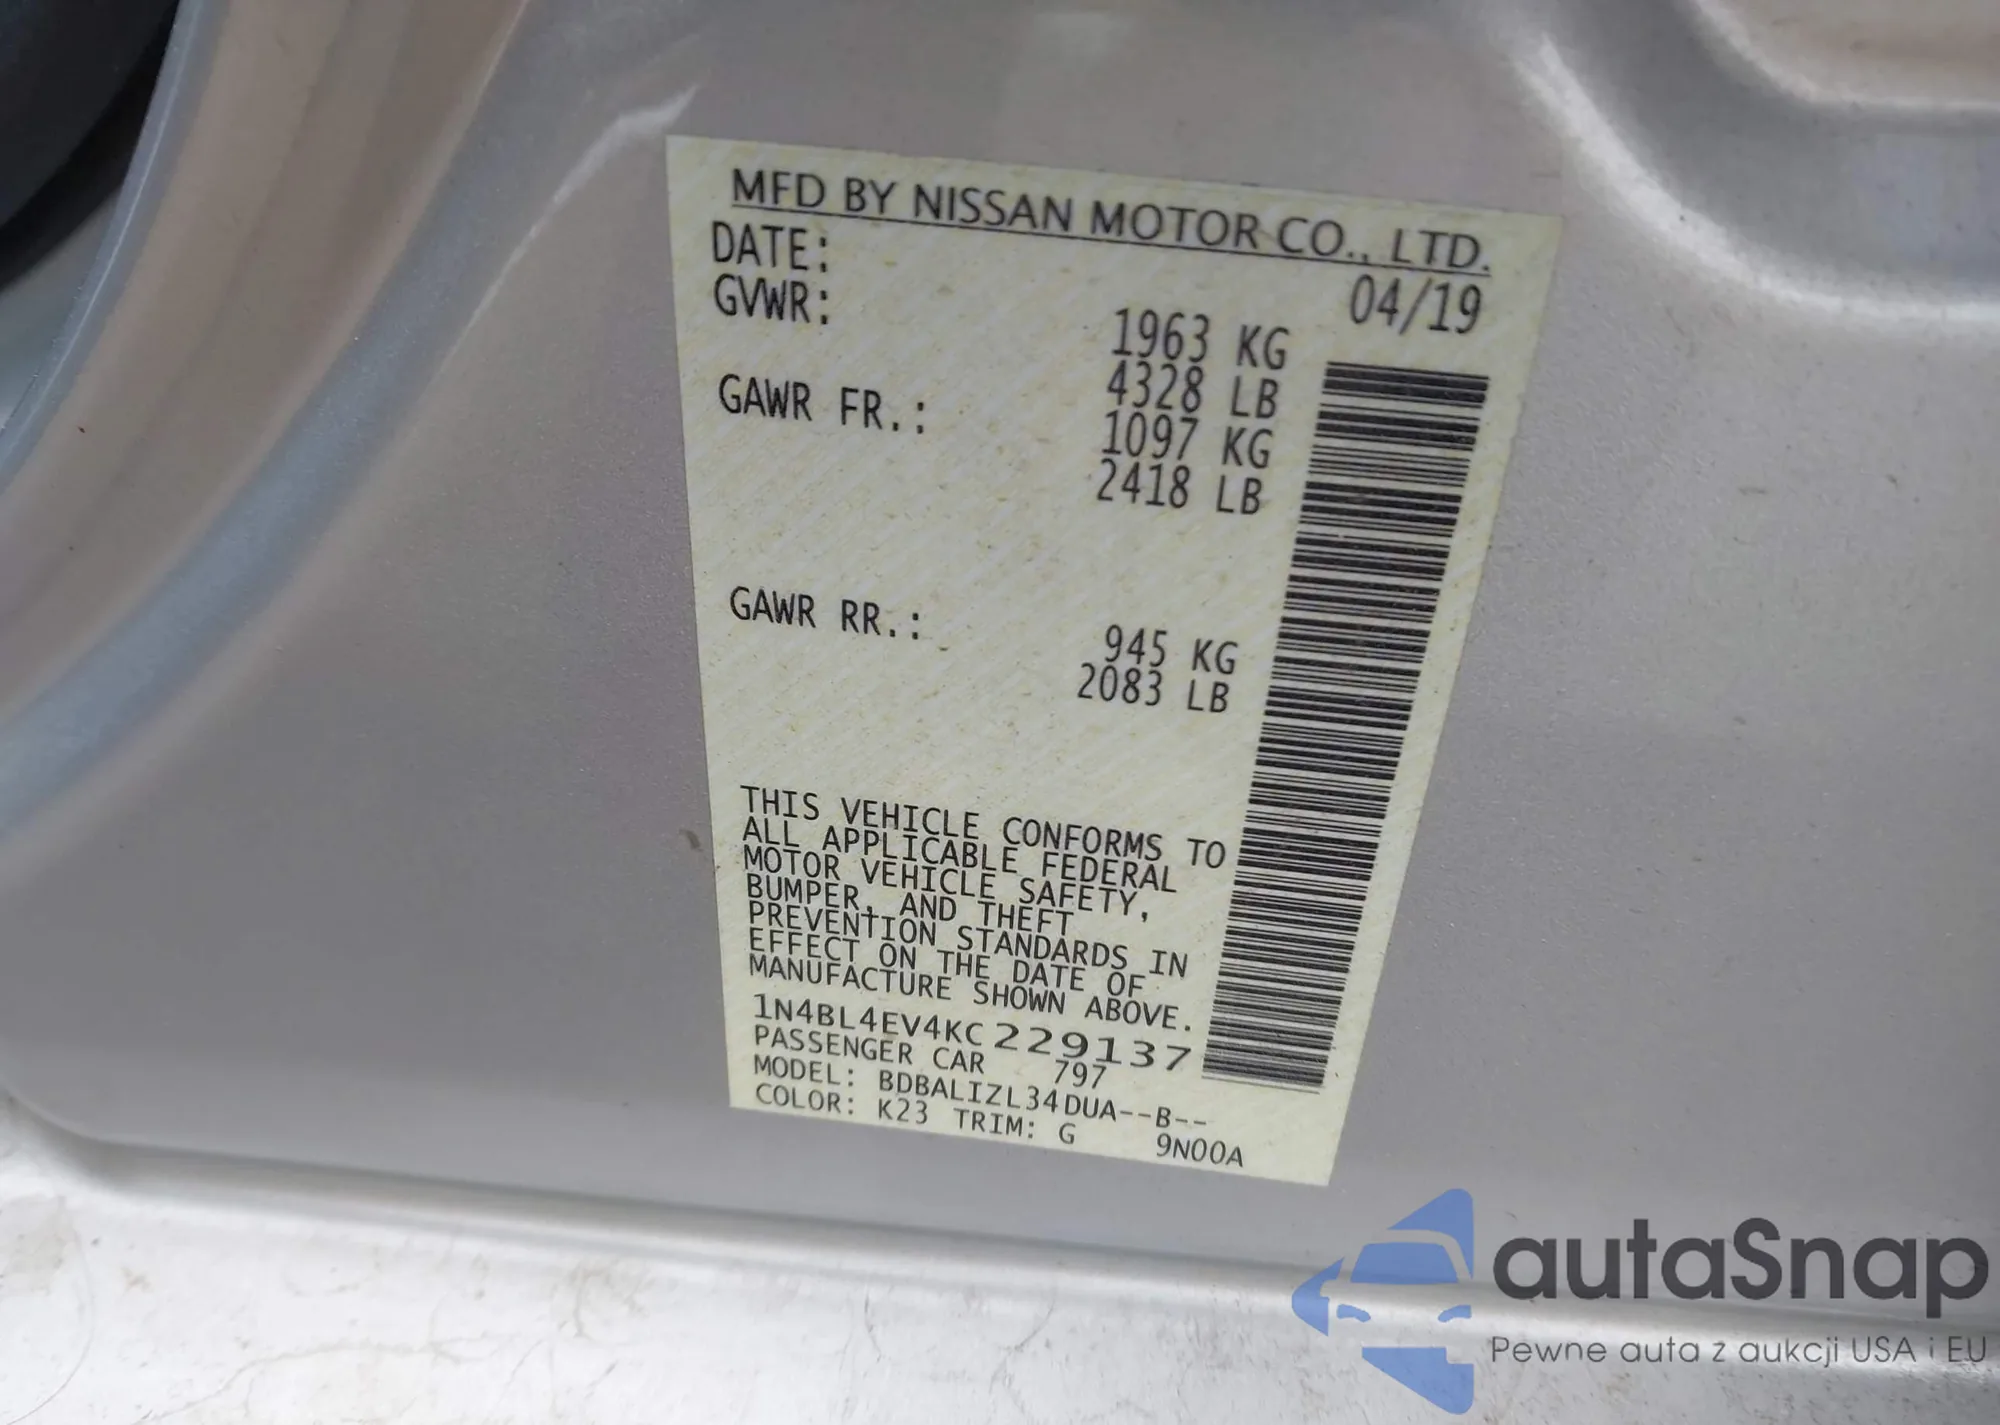 MFD BY NISSAN MOTOR CO., LTD.
DATE: 04/19
GVWR: 1963 KG
4328 LB
GAWR FR.: 1097 KG
2418 LB
GAWR RR.: 945 KG
2083 LB
THIS VEHICLE CONFORMS TO
ALL APPLICABLE FEDERAL
MOTOR VEHICLE SAFETY,
BUMPER, AND THEFT
PREVENTION STANDARDS IN
EFFECT ON THE DATE OF
MANUFACTURE SHOWN ABOVE.
1N4BL4EV4KC229137
PASSENGER CAR 797
MODEL: BDBALIZL34DUA--B--
COLOR: K23 TRIM: G 9N00A
autaSnap
Pewne auta z aukcji USA i EU